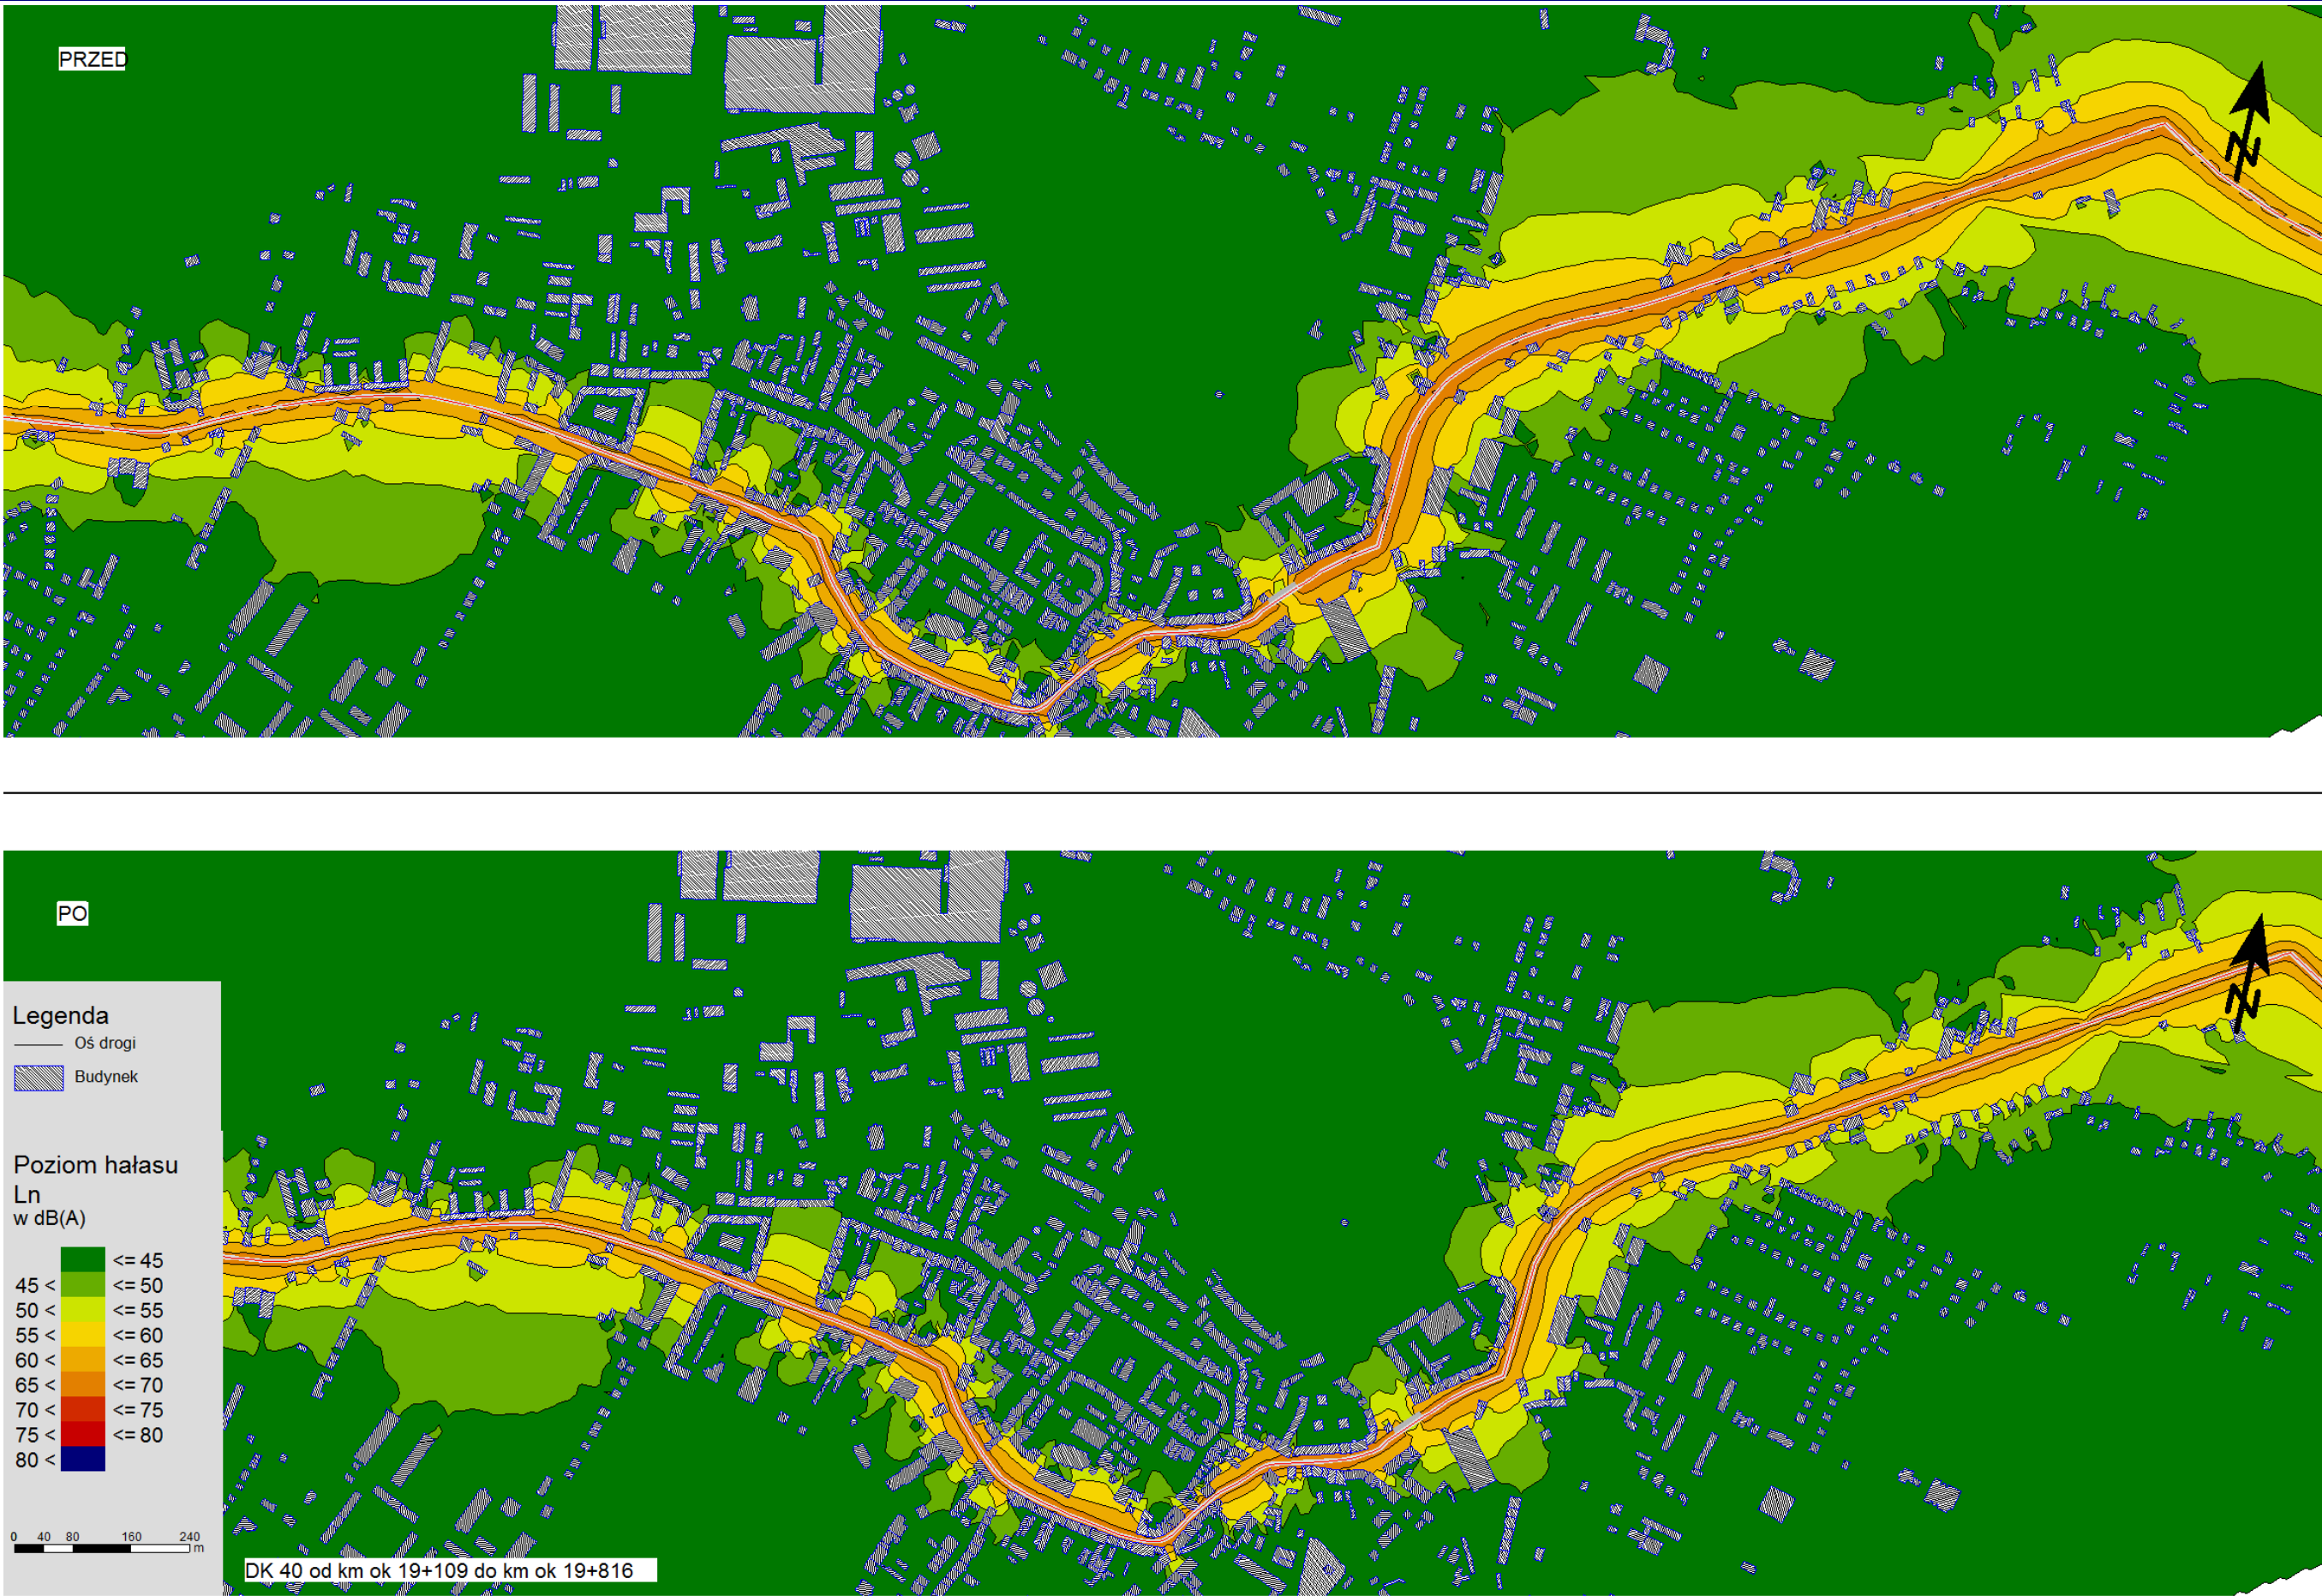 PRZED
N
PO
N
Legenda
Oś drogi
Budynek
Poziom hałasu
Ln
w dB(A)
<= 45
45 < <= 50
50 < <= 55
55 < <= 60
60 < <= 65
65 < <= 70
70 < <= 75
75 < <= 80
80 <
0 40 80 160 240
m
DK 40 od km ok 19+109 do km ok 19+816